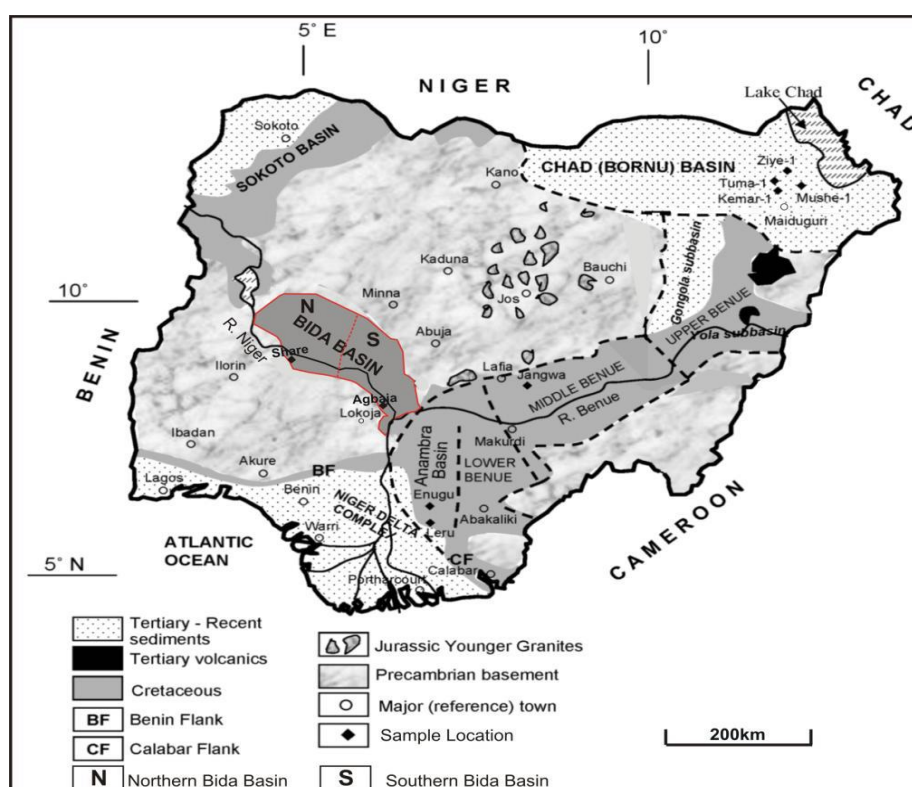 5° E
10°
NIGER
CHAD
Lake Chad
Sokoto
SOKOTO BASIN
CHAD (BORNU) BASIN
Ziye-1
Tuma-1
Kemar-1
Mushe-1
Maiduguri
Kano
Kaduna
Bauchi
Jos
Gongola subbasin
UPPER BENUE
Yola subbasin
10°
Minna
N
BIDA BASIN
S
Abuja
R. Niger
Share
Ilorin
BENIN
Lafia
Jangwa
MIDDLE BENUE
R. Benue
Agbaja
Lokoja
Makurdi
Ibadan
Akure
BF
Anambra
Basin
LOWER
BENUE
Lagos
Benin
Enugu
Abakaliki
NIGER DELTA
COMPLEX
Warri
Leru
CAMEROON
ATLANTIC
OCEAN
CF
Calabar
5° N
Portharcourt
Tertiary - Recent
sediments
Tertiary volcanics
Cretaceous
BF Benin Flank
CF Calabar Flank
N Northern Bida Basin
Jurassic Younger Granites
Precambrian basement
Major (reference) town
Sample Location
S Southern Bida Basin
200km